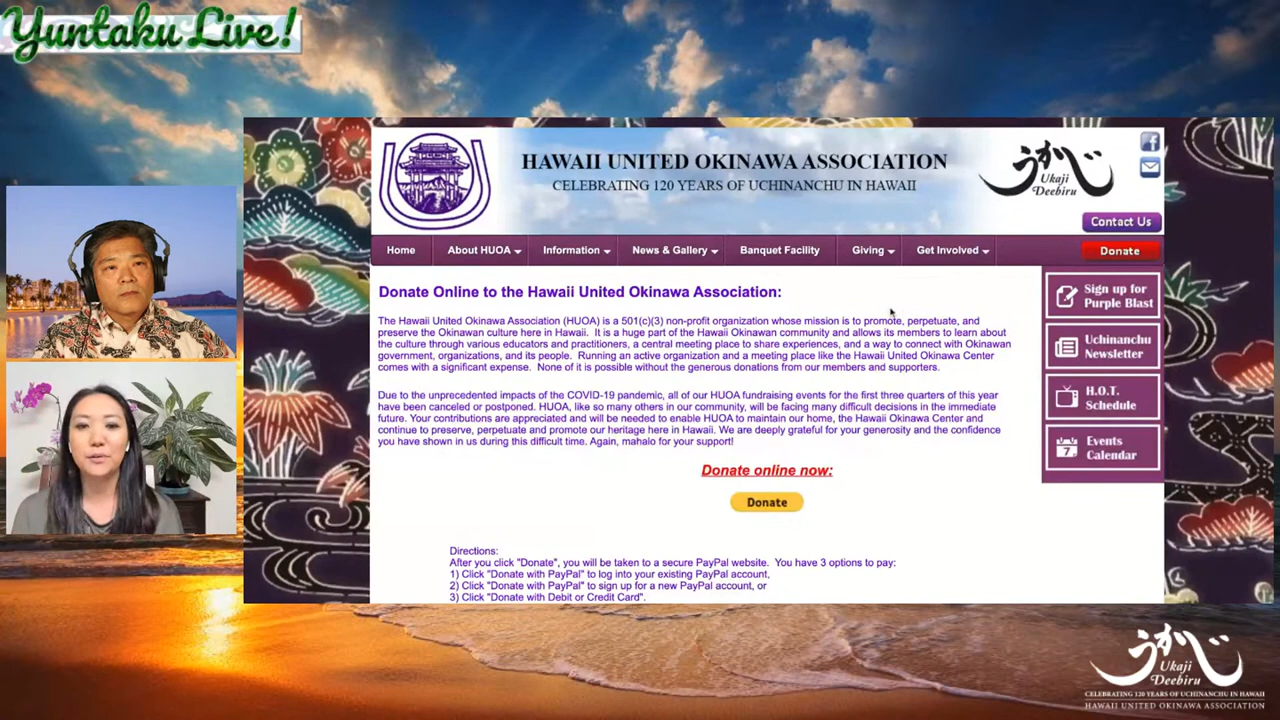 Yuntaku Live!
HAWAII UNITED OKINAWA ASSOCIATION
CELEBRATING 120 YEARS OF UCHINANCHU IN HAWAII
うかじ
Ukaji
Deebiru
Contact Us
Home
About HUOA
Information
News & Gallery
Banquet Facility
Giving
Get Involved
Donate
Donate Online to the Hawaii United Okinawa Association:
The Hawaii United Okinawa Association (HUOA) is a 501(c)(3) non-profit organization whose mission is to promote, perpetuate, and
preserve the Okinawan culture here in Hawaii. It is a huge part of the Hawaii Okinawan community and allows its members to learn about
the culture through various educators and practitioners, a central meeting place to share experiences, and a way to connect with Okinawan
government, organizations, and its people. Running an active organization and a meeting place like the Hawaii United Okinawa Center
comes with a significant expense. None of it is possible without the generous donations from our members and supporters.
Due to the unprecedented impacts of the COVID-19 pandemic, all of our HUOA fundraising events for the first three quarters of this year
have been canceled or postponed. HUOA, like so many others in our community, will be facing many difficult decisions in the immediate
future. Your contributions are appreciated and will be needed to enable HUOA to maintain our home, the Hawaii Okinawa Center and
continue to preserve, perpetuate and promote our heritage here in Hawaii. We are deeply grateful for your generosity and the confidence
you have shown in us during this difficult time. Again, mahalo for your support!
Donate online now:
Donate
Directions:
After you click "Donate", you will be taken to a secure PayPal website. You have 3 options to pay:
1) Click "Donate with PayPal" to log into your existing PayPal account,
2) Click "Donate with PayPal" to sign up for a new PayPal account, or
3) Click "Donate with Debit or Credit Card".
Sign up for
Purple Blast
Uchinanchu
Newsletter
H.O.T.
Schedule
7
Events
Calendar
うかじ
Ukaji
Deebiru
CELEBRATING 120 YEARS OF UCHINANCHU IN HAWAII
HAWAII UNITED OKINAWA ASSOCIATION